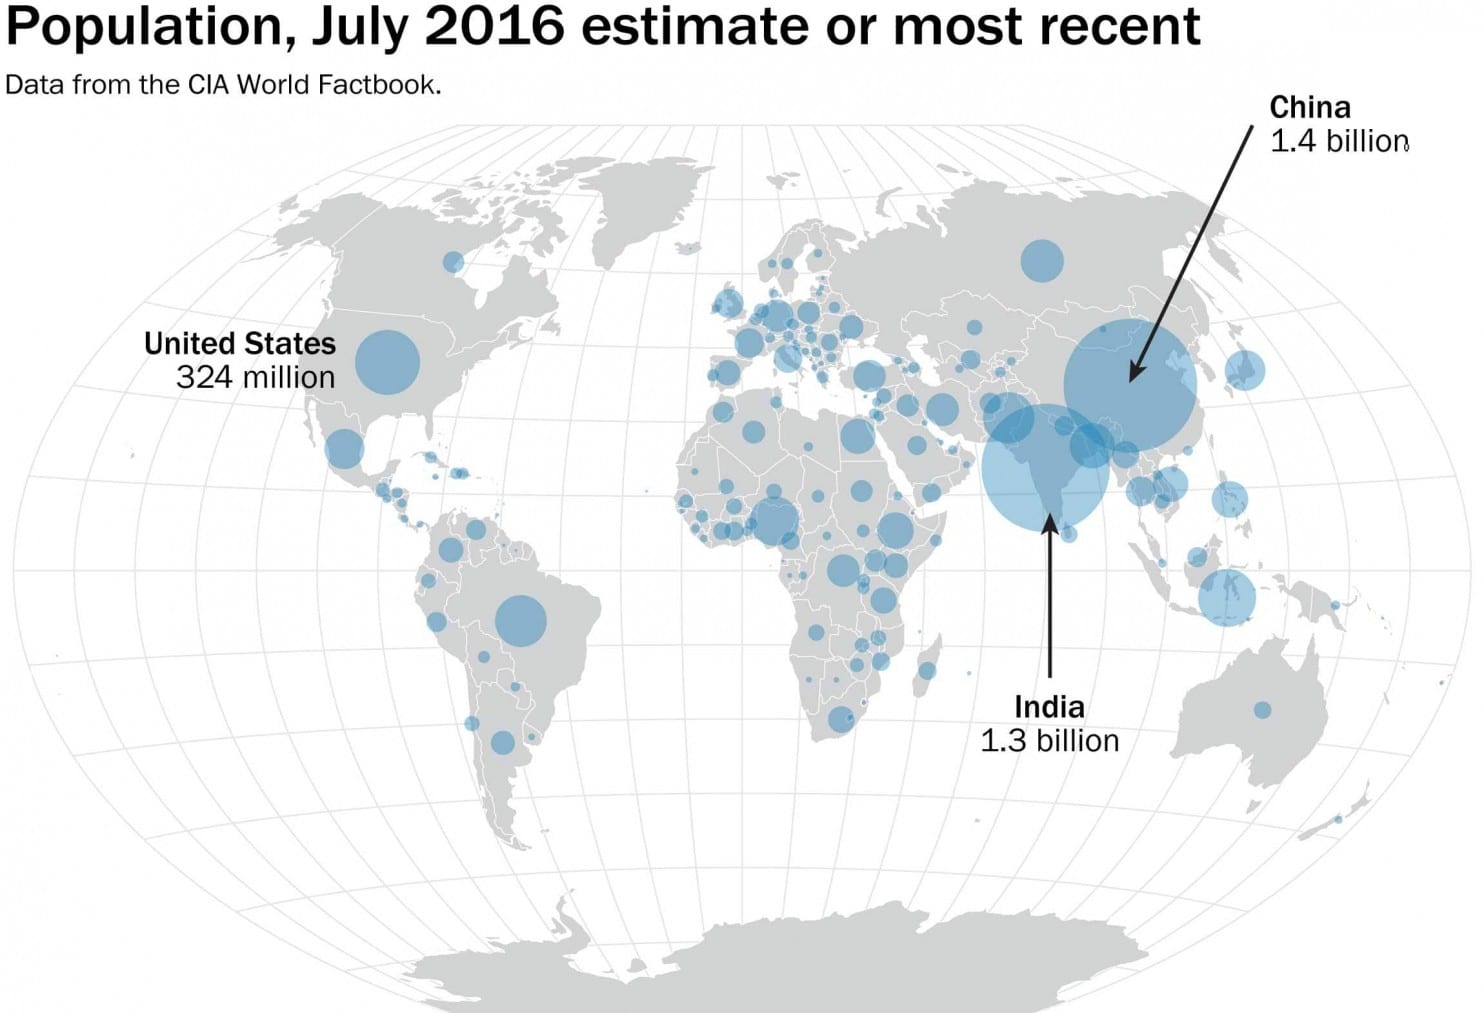 Population, July 2016 estimate or most recent
Data from the CIA World Factbook.
China
1.4 billion
United States
324 million
India
1.3 billion